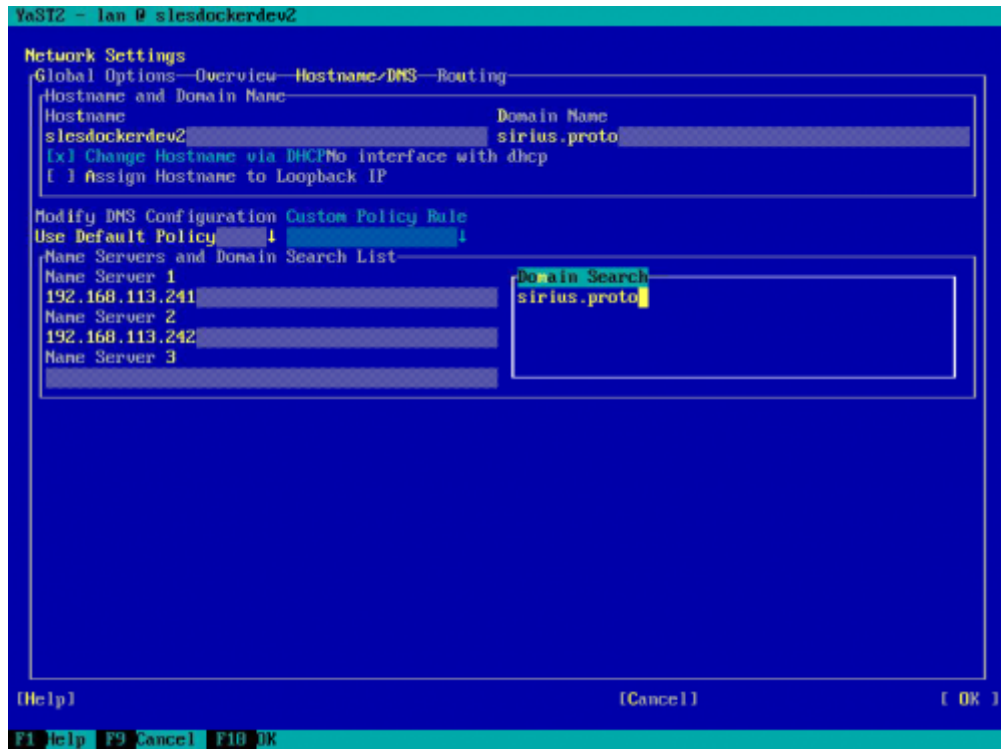 YaST2 - lan @ slesdockerdev2
Network Settings
Global Options Overview Hostname/DNS Routing
Hostname and Domain Name
Hostname Domain Name
slesdockerdev2 sirius.proto
[x] Change Hostname via DHCPNo interface with dhcp
[ ] Assign Hostname to Loopback IP
Modify DNS Configuration Custom Policy Rule
Use Default Policy↓ ↓
Name Servers and Domain Search List
Name Server 1 Domain Search
192.168.113.241 sirius.proto
Name Server 2
192.168.113.242
Name Server 3
[Help] [Cancel] [ OK ]
F1 Help F9 Cancel F10 OK